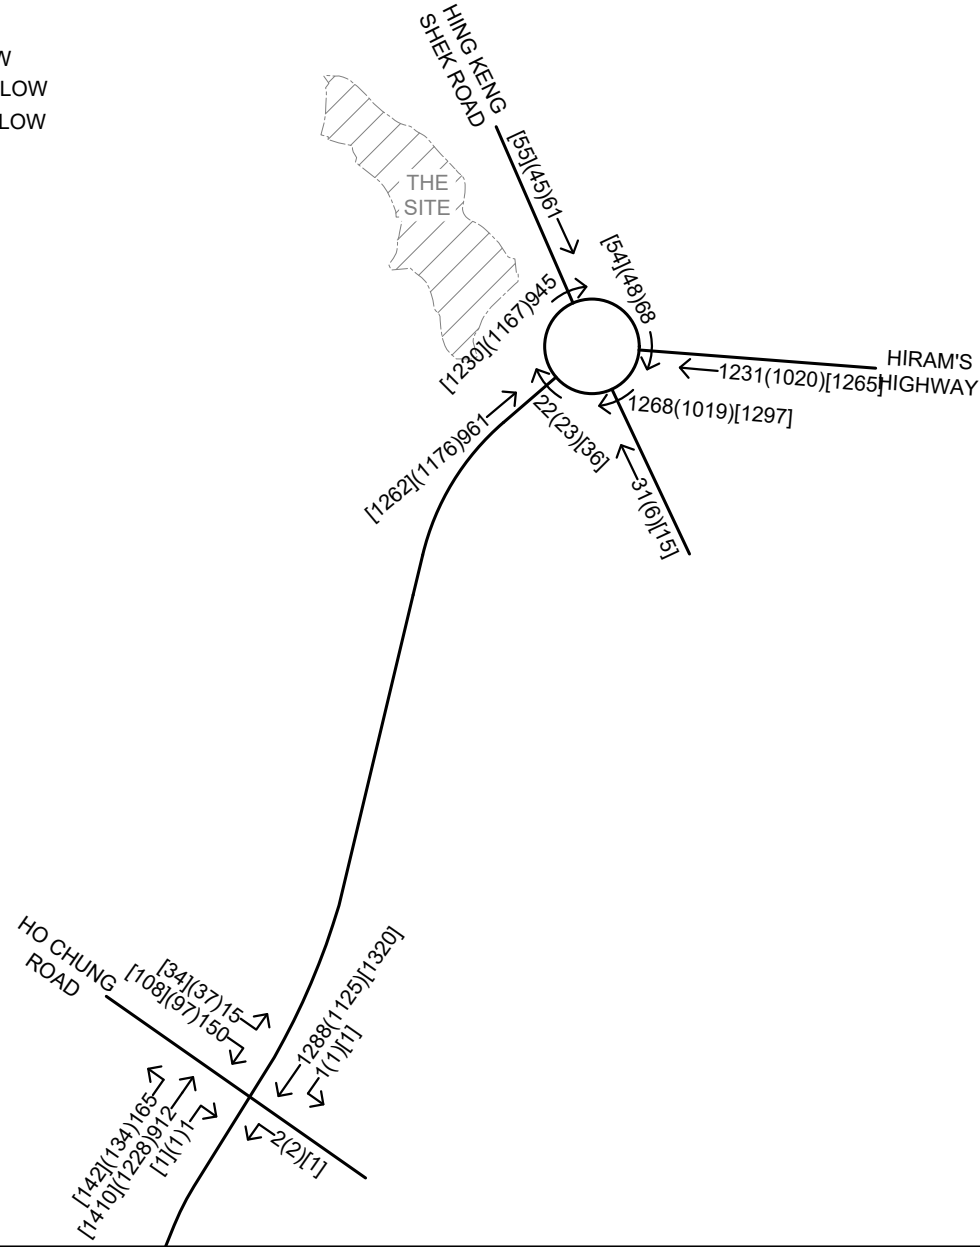 W
LOW
LOW
HING KENG
SHEK ROAD
[55](45)61
THE
SITE
[54](48)68
[1230](1167)945
HIRAM'S
HIGHWAY
1231(1020)[1265]
1268(1019)[1297]
22(23)[36]
[1262](1176)961
31(6)[15]
HO CHUNG
ROAD
[34](37)15
[108](97)150
1288(1125)[1320]
1(1)[1]
[142](134)165
[1410](1228)912
[1](1)1
2(2)[1]